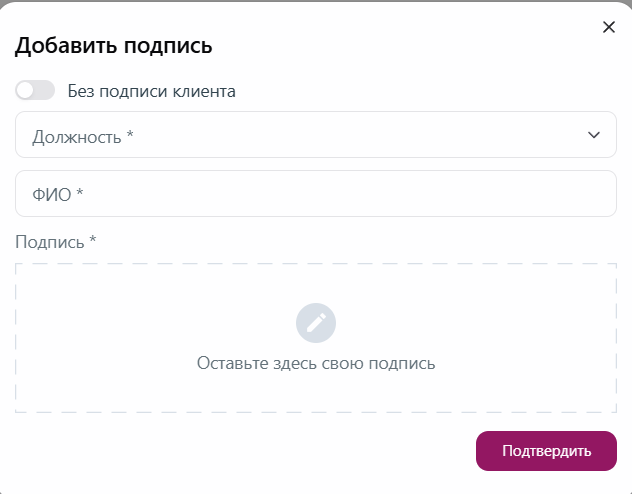 Добавить подпись
Без подписи клиента
Должность *
ФИО *
Подпись *
Оставьте здесь свою подпись
Подтвердить